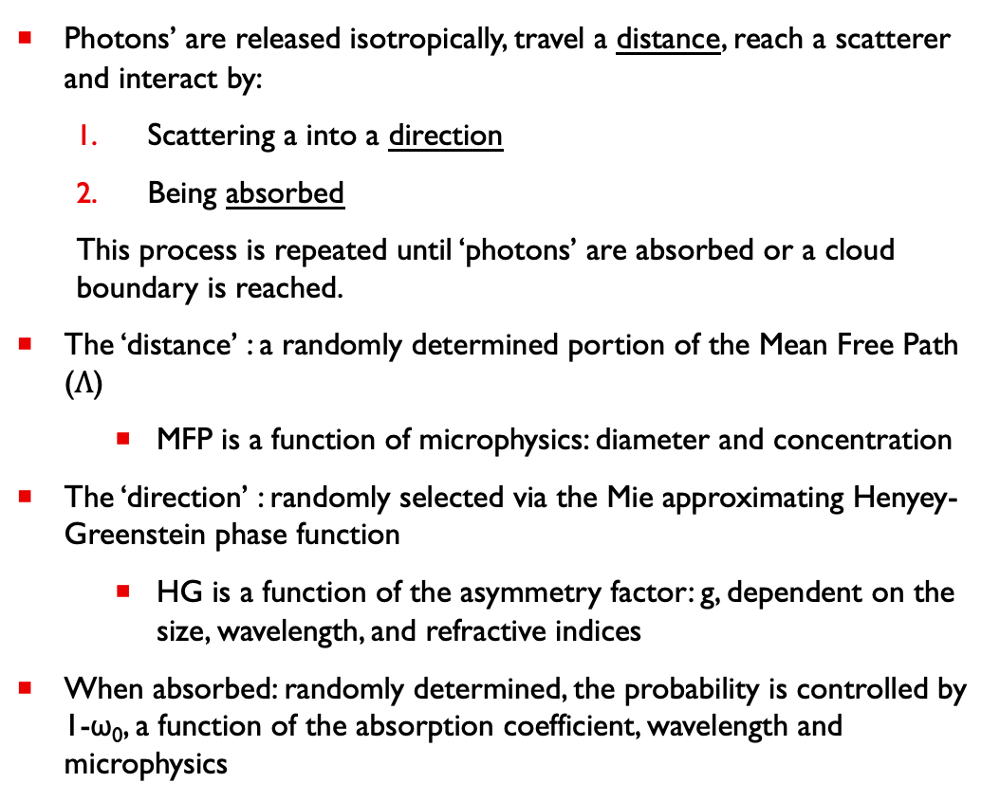 ▪ Photons’ are released isotropically, travel a distance, reach a scatterer
and interact by:
1. Scattering a into a direction
2. Being absorbed
This process is repeated until ‘photons’ are absorbed or a cloud
boundary is reached.
▪ The ‘distance’ : a randomly determined portion of the Mean Free Path
(Λ)
▪ MFP is a function of microphysics: diameter and concentration
▪ The ‘direction’ : randomly selected via the Mie approximating Henyey-
Greenstein phase function
▪ HG is a function of the asymmetry factor: g, dependent on the
size, wavelength, and refractive indices
▪ When absorbed: randomly determined, the probability is controlled by
1-ω₀, a function of the absorption coefficient, wavelength and
microphysics